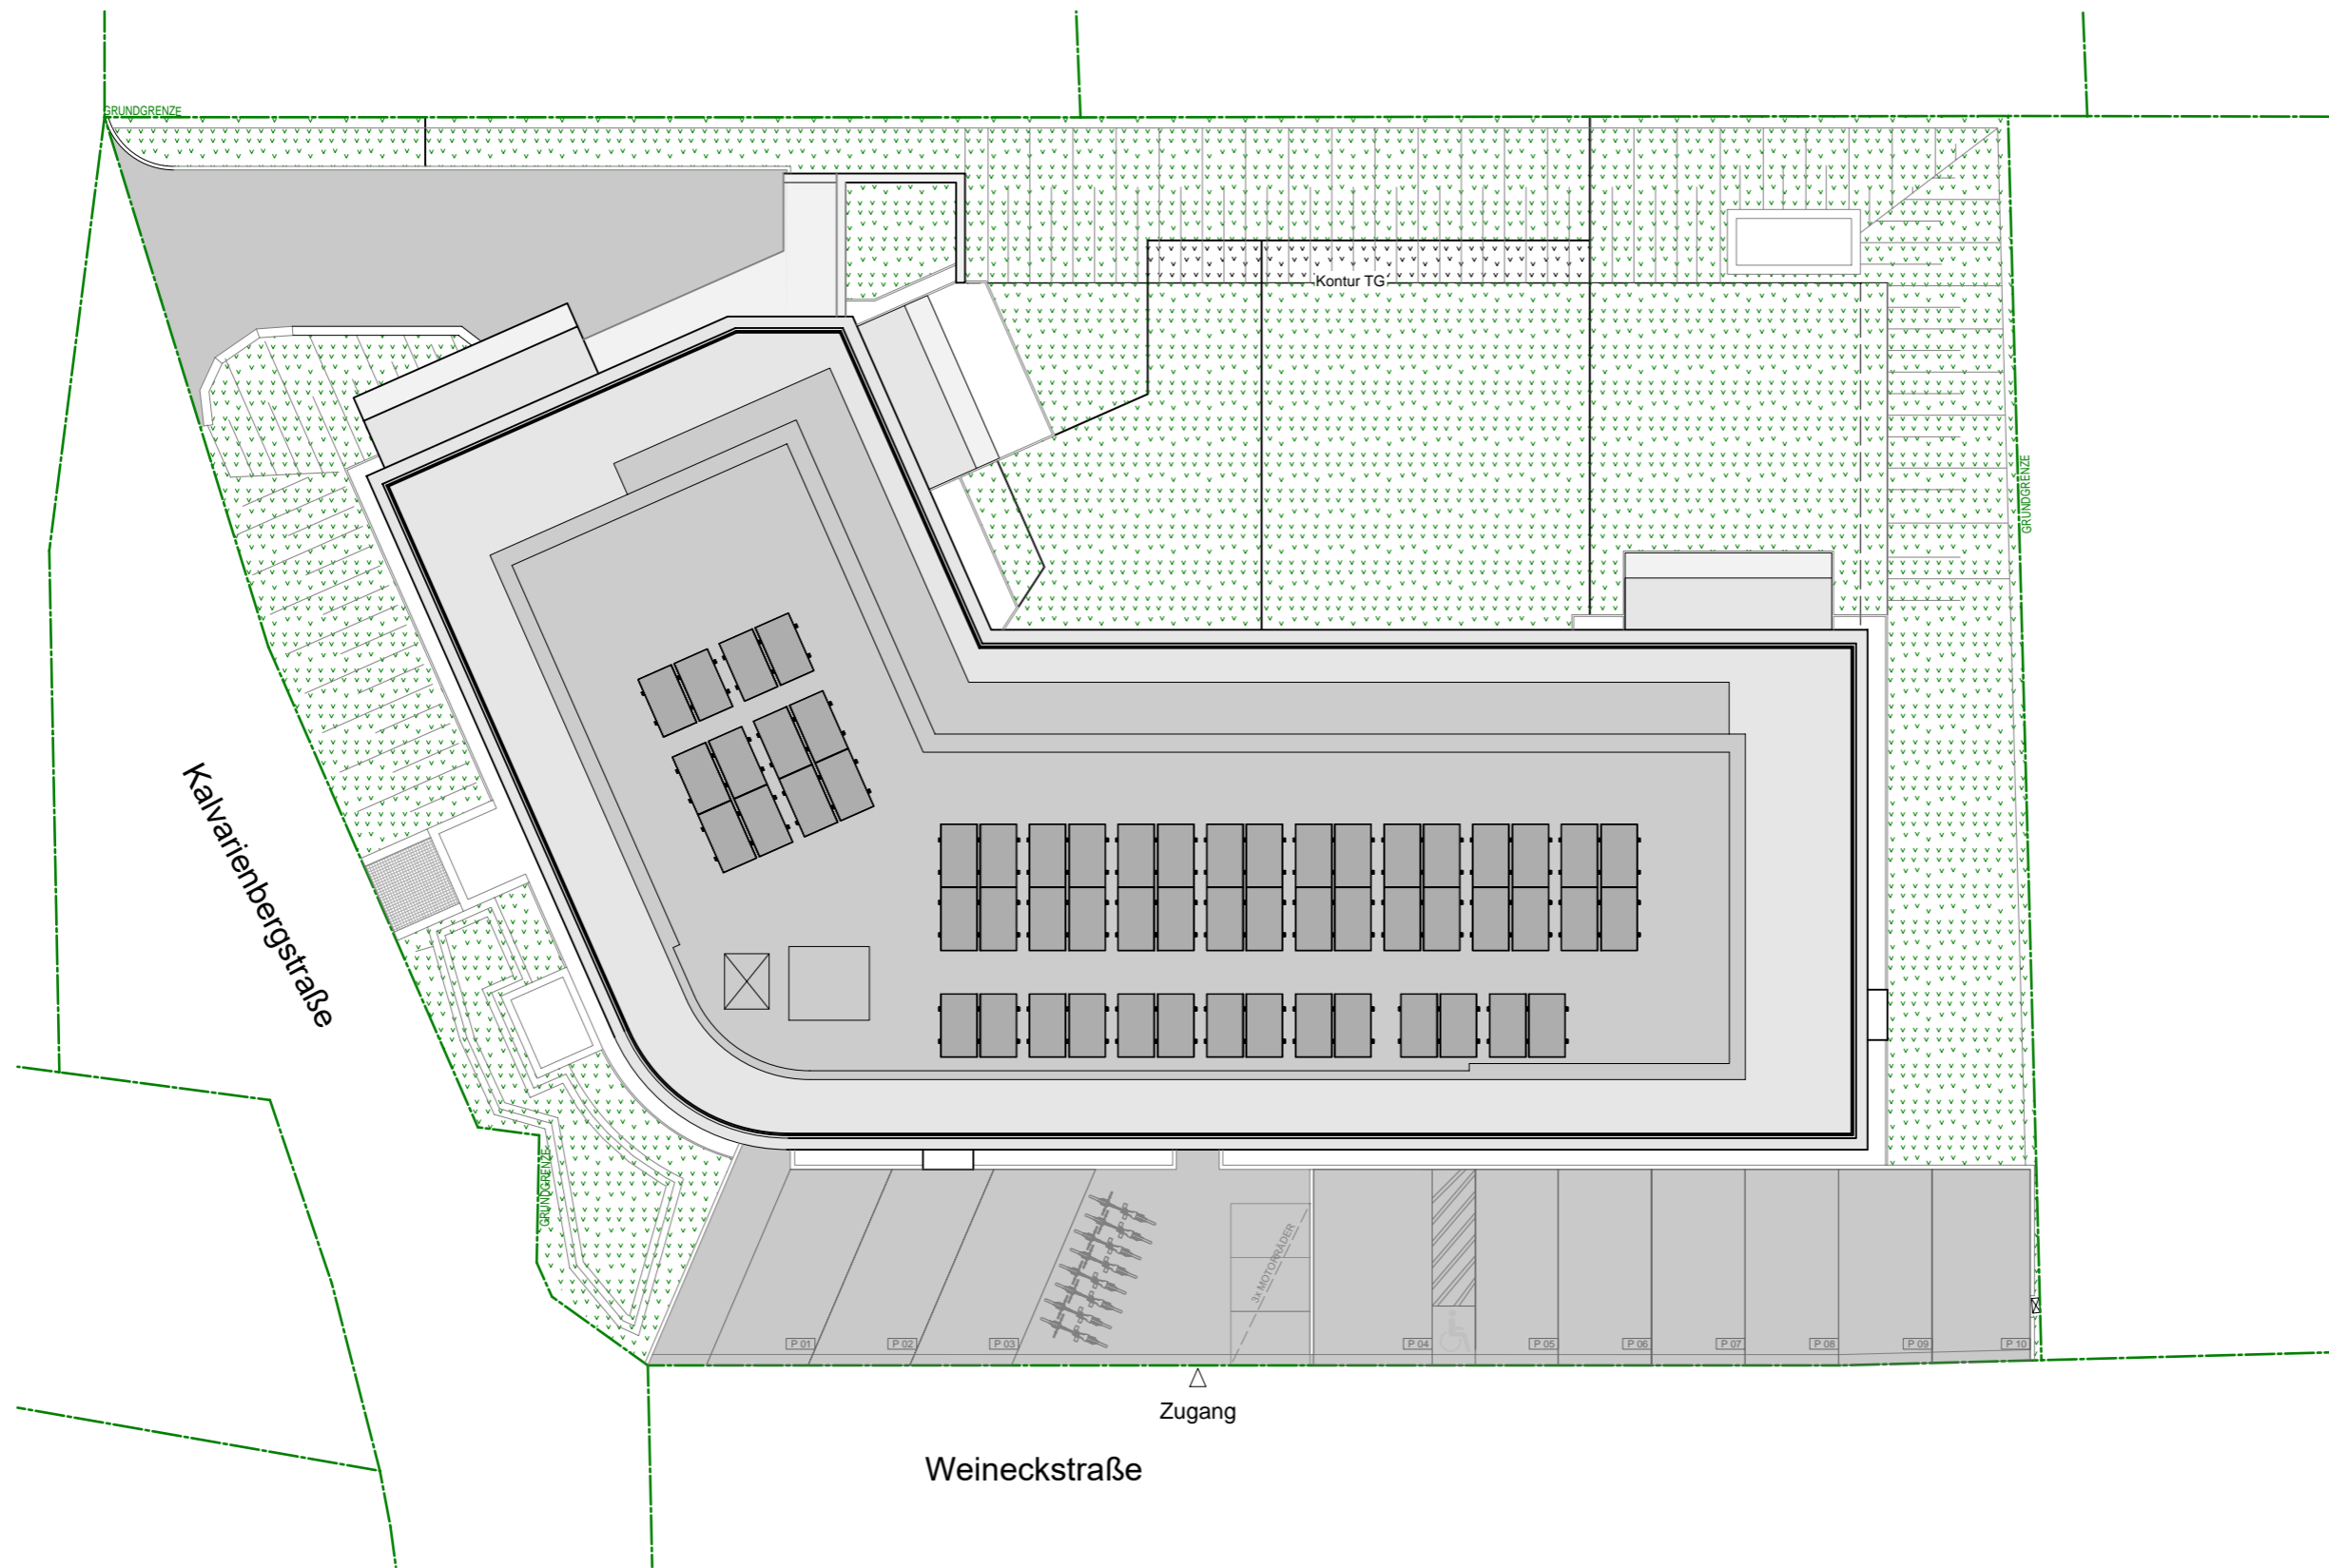 GRUNDGRENZE
Kontur TG
GRUNDGRENZE
Kalvarienbergstraße
GRUNDGRENZE
3x MOTORRÄDER
P 01
P 02
P 03
P 04
P 05
P 06
P 07
P 08
P 09
P 10
Zugang
Weineckstraße